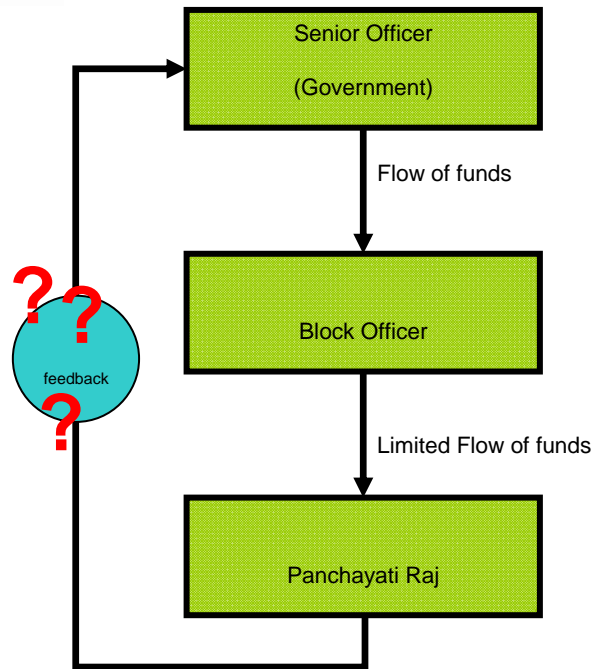 Senior Officer
(Government)
Flow of funds
?
?
Block Officer
feedback
?
Limited Flow of funds
Panchayati Raj